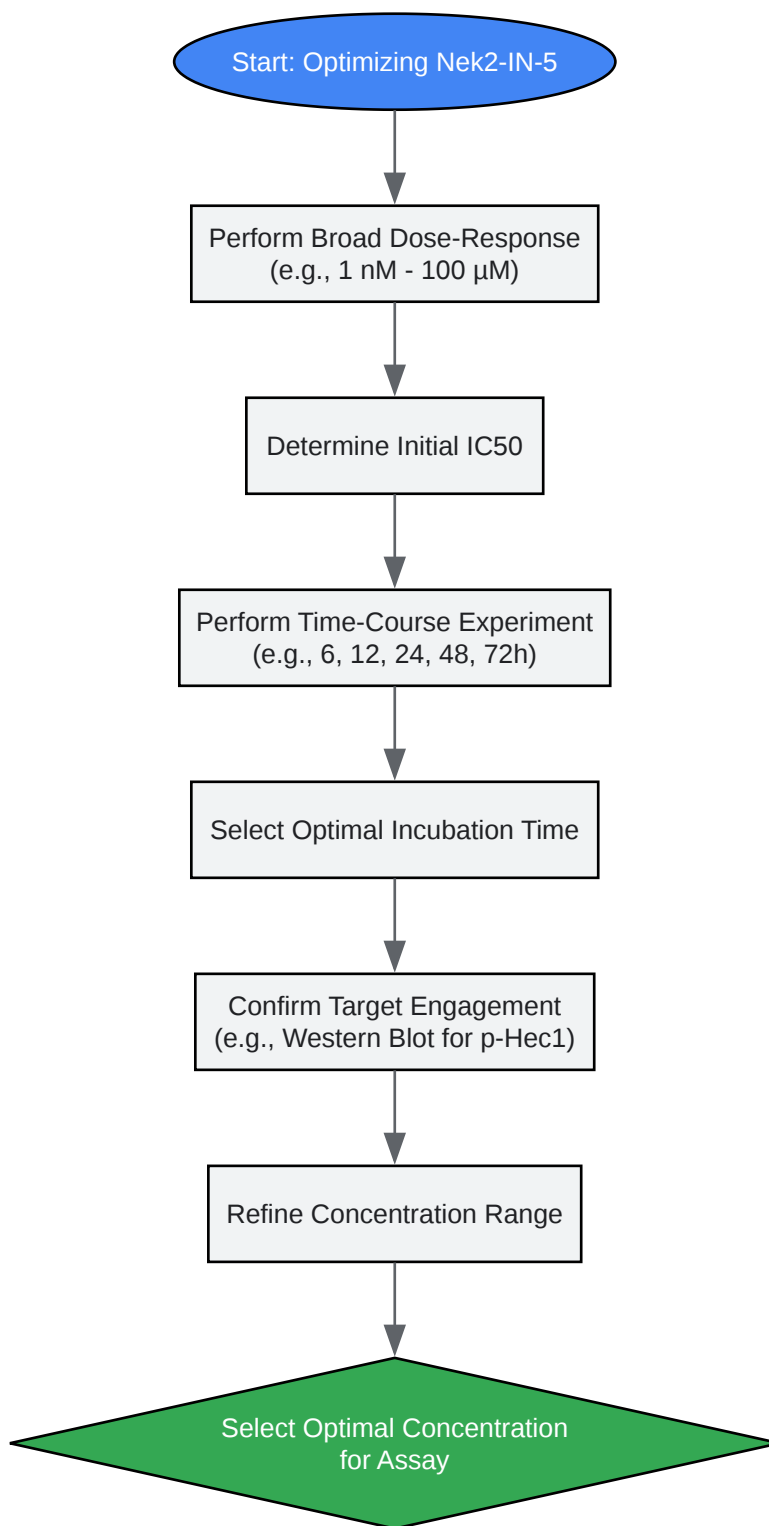 Start: Optimizing Nek2-IN-5
Perform Broad Dose-Response
(e.g., 1 nM - 100 µM)
Determine Initial IC50
Perform Time-Course Experiment
(e.g., 6, 12, 24, 48, 72h)
Select Optimal Incubation Time
Confirm Target Engagement
(e.g., Western Blot for p-Hec1)
Refine Concentration Range
Select Optimal Concentration
for Assay